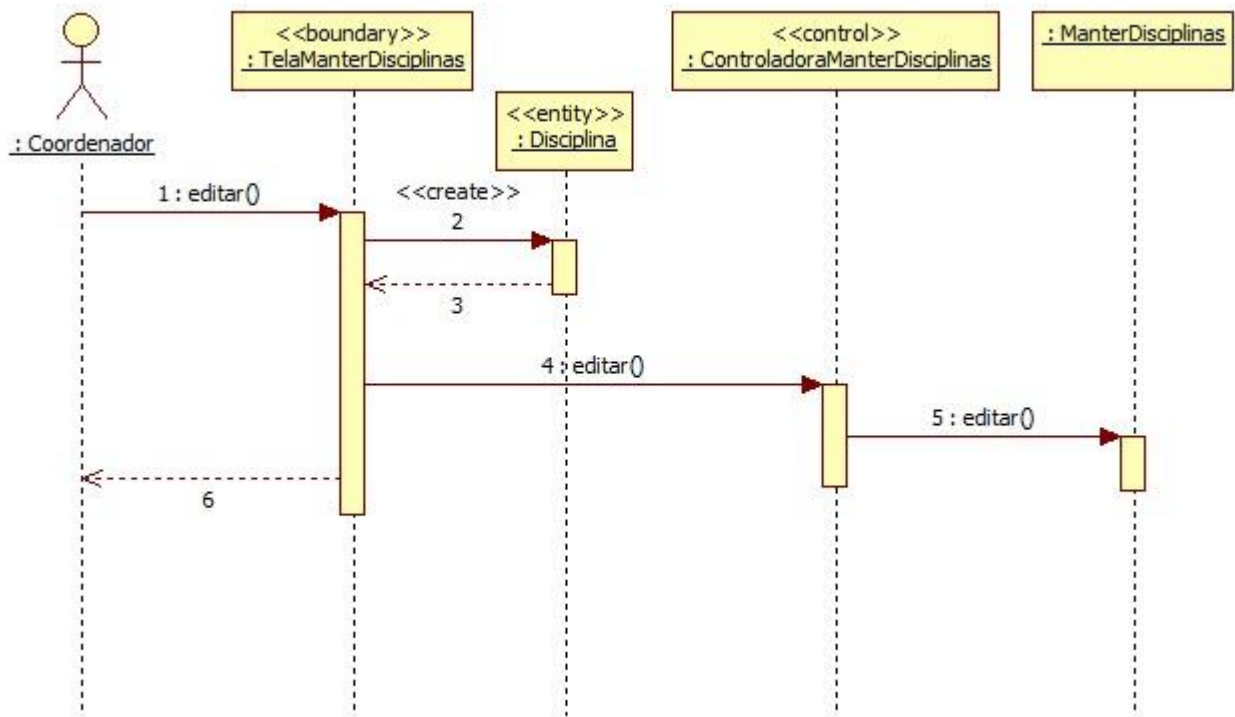 <<boundary>>
: TelaManterDisciplinas
<<control>>
: ControladoraManterDisciplinas
: ManterDisciplinas
<<entity>>
: Disciplina
: Coordenador
1 : editar()
<<create>>
2
3
4 : editar()
5 : editar()
6